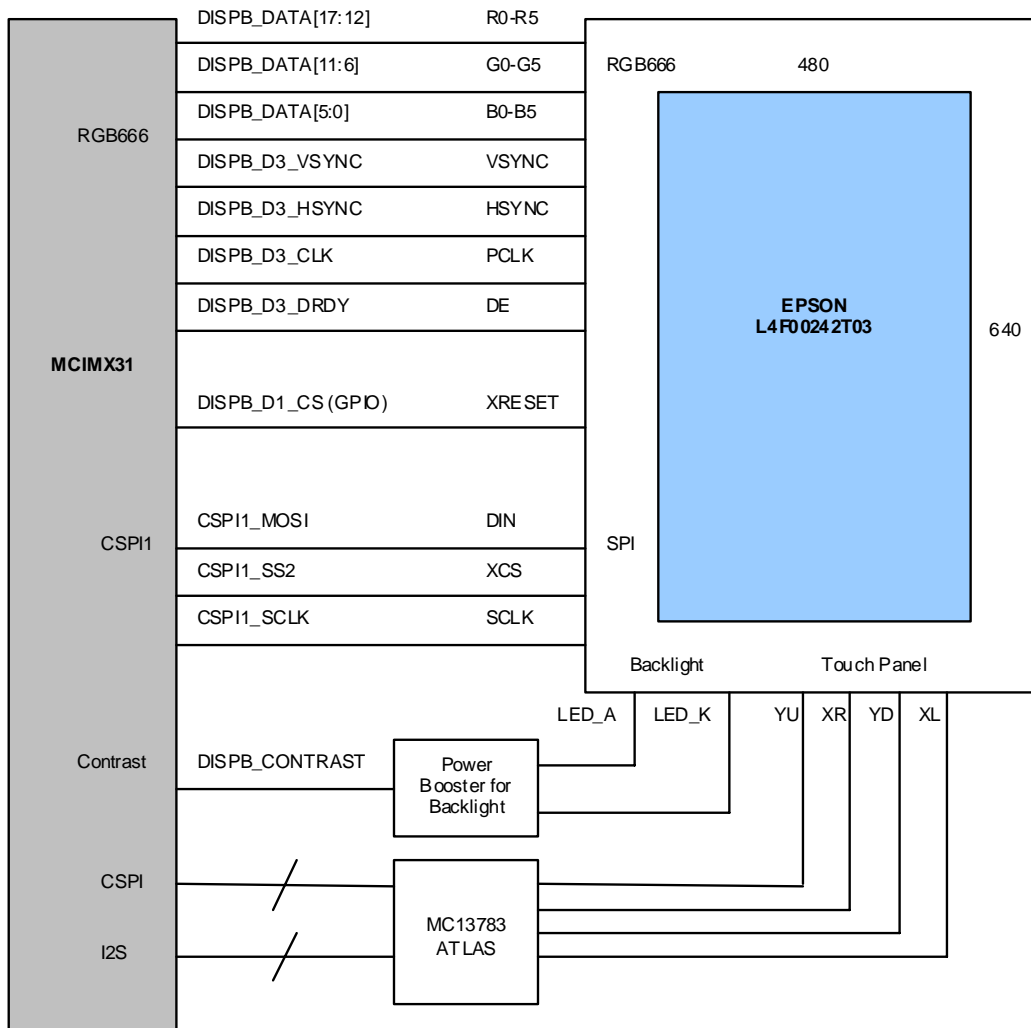 DISPB_DATA[17:12] R0-R5
DISPB_DATA[11:6] G0-G5
RGB666 480
DISPB_DATA[5:0] B0-B5
RGB666
DISPB_D3_VSYNC VSYNC
DISPB_D3_HSYNC HSYNC
DISPB_D3_CLK PCLK
DISPB_D3_DRDY DE
EPSON
L4F00242T03
640
MCIMX31
DISPB_D1_CS (GPIO) XRESET
CSPI1_MOSI DIN
CSPI1 SPI
CSPI1_SS2 XCS
CSPI1_SCLK SCLK
Backlight Touch Panel
LED_A LED_K YU XR YD XL
Contrast DISPB_CONTRAST
Power
Booster for
Backlight
CSPI
MC13783
ATLAS
I2S